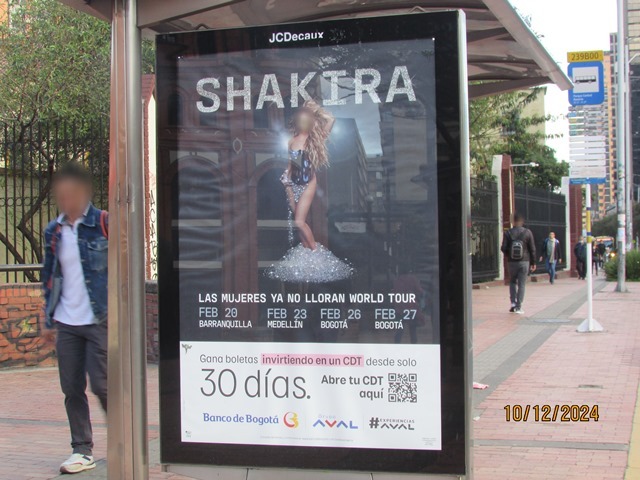 JCDecaux
239B00
SHAKIRA
LAS MUJERES YA NO LLORAN WORLD TOUR
FEB 20 FEB 23 FEB 26 FEB 27
BARRANQUILLA MEDELLÍN BOGOTÁ BOGOTÁ
Gana boletas invirtiendo en un CDT desde solo
30 días.
Abre tu CDT
aquí
Banco de Bogotá AVAL #EXPERIENCIAS
AVAL
10/12/2024